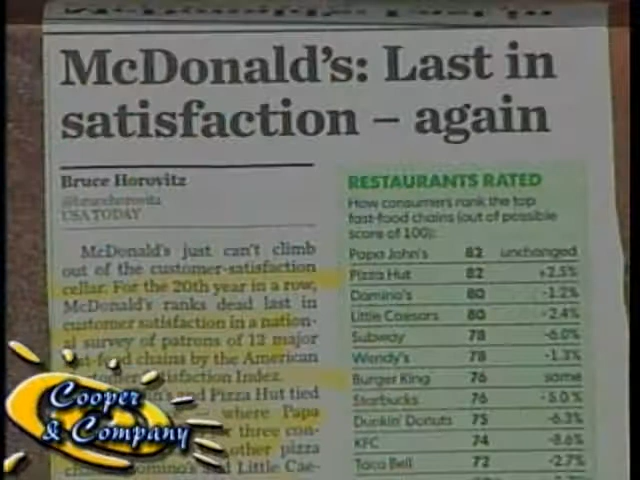 McDonald's: Last in
satisfaction – again
Bruce Horovitz
@brucehorovitz
USA TODAY
McDonald's just can't climb
out of the customer-satisfaction
cellar. For the 20th year in a row,
McDonald's ranks dead last in
customer satisfaction in a nation-
al survey of patrons of 12 major
fast-food chains by the American
Satisfaction Index.
and Pizza Hut tied
where Papa
three con-
other pizza
Domino's and Little Cae-
RESTAURANTS RATED
How consumers rank the top
fast-food chains (out of possible
score of 100):
Papa John's 82 unchanged
Pizza Hut 82 +2.5%
Domino's 80 -1.2%
Little Caesars 80 -2.4%
Subway 78 -6.0%
Wendy's 78 -1.3%
Burger King 76 same
Starbucks 76 -5.0%
Dunkin' Donuts 75 -6.3%
KFC 74 -8.6%
Taco Bell 72 -2.7%
Cooper
& Company